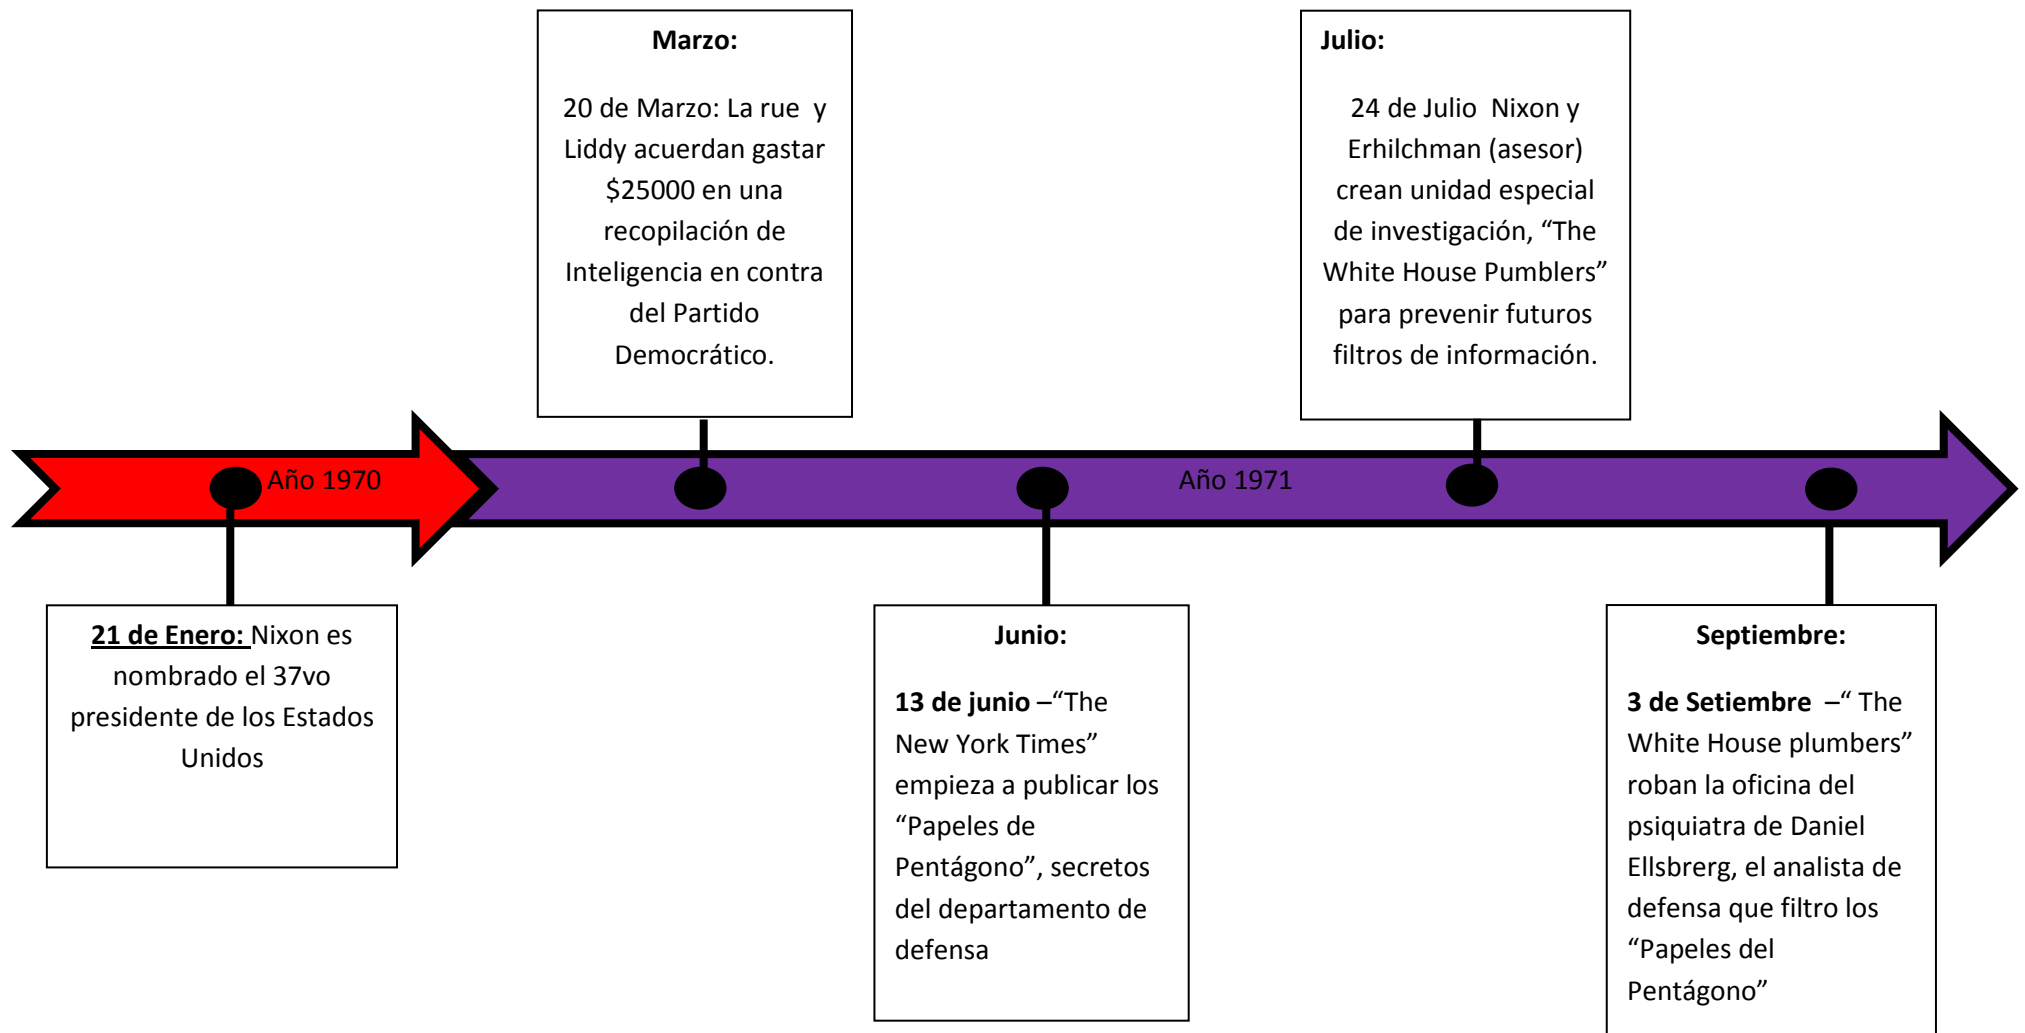 Marzo:
20 de Marzo: La rue y
Liddy acuerdan gastar
$25000 en una
recopilación de
Inteligencia en contra
del Partido
Democrático.
Julio:
24 de Julio Nixon y
Erhilchman (asesor)
crean unidad especial
de investigación, “The
White House Pumblers”
para prevenir futuros
filtros de información.
Año 1970
Año 1971
21 de Enero: Nixon es
nombrado el 37vo
presidente de los Estados
Unidos
Junio:
13 de junio –“The
New York Times”
empieza a publicar los
“Papeles de
Pentágono”, secretos
del departamento de
defensa
Septiembre:
3 de Setiembre –“ The
White House plumbers”
roban la oficina del
psiquiatra de Daniel
Ellsbrerg, el analista de
defensa que filtro los
“Papeles del
Pentágono”